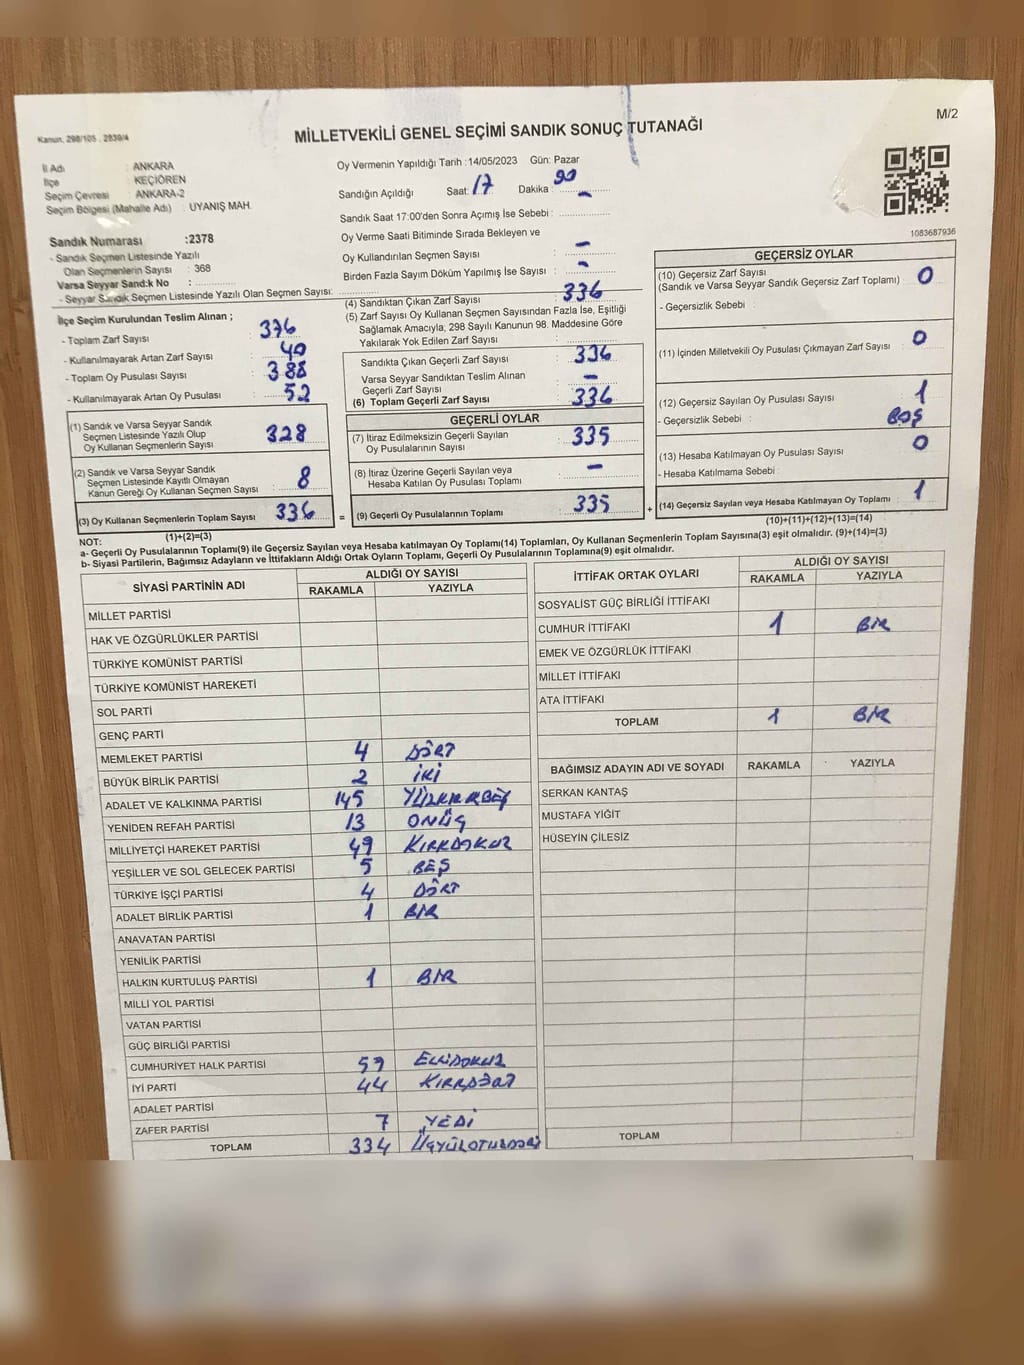 M/2
Kanun, 298/105 , 2839/4
MİLLETVEKİLİ GENEL SEÇİMİ SANDIK SONUÇ TUTANAĞI
İl Adı : ANKARA
İlçe : KEÇİÖREN
Seçim Çevresi : ANKARA-2
Seçim Bölgesi (Mahalle Adı) : UYANIŞ MAH.
Sandık Numarası :2378
- Sandık Seçmen Listesinde Yazılı
Olan Seçmenlerin Sayısı : 368
Varsa Seyyar Sandık No :
- Seyyar Sandık Seçmen Listesinde Yazılı Olan Seçmen Sayısı:
Oy Vermenin Yapıldığı Tarih :14/05/2023 Gün: Pazar
Sandığın Açıldığı Saat: 17 Dakika :
Sandık Saat 17:00'den Sonra Açımış İse Sebebi :
Oy Verme Saati Bitiminde Sırada Bekleyen ve
Oy Kullandırılan Seçmen Sayısı : –
Birden Fazla Sayım Döküm Yapılmış İse Sayısı : –
1083687936
İlçe Seçim Kurulundan Teslim Alınan ;
- Toplam Zarf Sayısı : 376
- Kullanılmayarak Artan Zarf Sayısı : 40
- Toplam Oy Pusulası Sayısı : 388
- Kullanılmayarak Artan Oy Pusulası : 52
(1) Sandık ve Varsa Seyyar Sandık
Seçmen Listesinde Yazılı Olup
Oy Kullanan Seçmenlerin Sayısı 328
(2) Sandık ve Varsa Seyyar Sandık
Seçmen Listesinde Kayıtlı Olmayan
Kanun Gereği Oy Kullanan Seçmen Sayısı : 8
(3) Oy Kullanan Seçmenlerin Toplam Sayısı 336
(1)+(2)=(3)
(4) Sandıktan Çıkan Zarf Sayısı : 336
(5) Zarf Sayısı Oy Kullanan Seçmen Sayısından Fazla İse, Eşitliği
Sağlamak Amacıyla; 298 Sayılı Kanunun 98. Maddesine Göre
Yakılarak Yok Edilen Zarf Sayısı :
Sandıkta Çıkan Geçerli Zarf Sayısı : 336
Varsa Seyyar Sandıktan Teslim Alınan
Geçerli Zarf Sayısı : –
(6) Toplam Geçerli Zarf Sayısı : 336
GEÇERLİ OYLAR
(7) İtiraz Edilmeksizin Geçerli Sayılan
Oy Pusulalarının Sayısı : 335
(8) İtiraz Üzerine Geçerli Sayılan veya
Hesaba Katılan Oy Pusulası Toplamı : –
= (9) Geçerli Oy Pusulalarının Toplamı : 335 +
GEÇERSİZ OYLAR
(10) Geçersiz Zarf Sayısı
(Sandık ve Varsa Seyyar Sandık Geçersiz Zarf Toplamı) : 0
- Geçersizlik Sebebi :
(11) İçinden Milletvekili Oy Pusulası Çıkmayan Zarf Sayısı : 0
(12) Geçersiz Sayılan Oy Pusulası Sayısı : 1
- Geçersizlik Sebebi : BOŞ
(13) Hesaba Katılmayan Oy Pusulası Sayısı : 0
- Hesaba Katılmama Sebebi :
(14) Geçersiz Sayılan veya Hesaba Katılmayan Oy Toplamı : 1
(10)+(11)+(12)+(13)=(14)
NOT:
a- Geçerli Oy Pusulalarının Toplamı(9) ile Geçersiz Sayılan veya Hesaba katılmayan Oy Toplamı(14) Toplamları, Oy Kullanan Seçmenlerin Toplam Sayısına(3) eşit olmalıdır. (9)+(14)=(3)
b- Siyasi Partilerin, Bağımsız Adayların ve İttifakların Aldığı Ortak Oyların Toplamı, Geçerli Oy Pusulalarının Toplamına(9) eşit olmalıdır.
SİYASİ PARTİNİN ADI ALDIĞI OY SAYISI
RAKAMLA YAZIYLA
MİLLET PARTİSİ
HAK VE ÖZGÜRLÜKLER PARTİSİ
TÜRKİYE KOMÜNİST PARTİSİ
TÜRKİYE KOMÜNİST HAREKETİ
SOL PARTİ
GENÇ PARTİ
MEMLEKET PARTİSİ 4 DÖRT
BÜYÜK BİRLİK PARTİSİ 2 İKİ
ADALET VE KALKINMA PARTİSİ 145 YÜZKIRKBEŞ
YENİDEN REFAH PARTİSİ 13 ONÜÇ
MİLLİYETÇİ HAREKET PARTİSİ 49 KIRKDOKUZ
YEŞİLLER VE SOL GELECEK PARTİSİ 5 BEŞ
TÜRKİYE İŞÇİ PARTİSİ 4 DÖRT
ADALET BİRLİK PARTİSİ 1 BİR
ANAVATAN PARTİSİ
YENİLİK PARTİSİ
HALKIN KURTULUŞ PARTİSİ 1 BİR
MİLLİ YOL PARTİSİ
VATAN PARTİSİ
GÜÇ BİRLİĞİ PARTİSİ
CUMHURİYET HALK PARTİSİ 59 ELLİDOKUZ
İYİ PARTİ 44 KIRKDÖRT
ADALET PARTİSİ
ZAFER PARTİSİ 7 YEDİ
TOPLAM 334 ÜÇYÜZOTUZDÖRT
İTTİFAK ORTAK OYLARI ALDIĞI OY SAYISI
RAKAMLA YAZIYLA
SOSYALİST GÜÇ BİRLİĞİ İTTİFAKI
CUMHUR İTTİFAKI 1 BİR
EMEK VE ÖZGÜRLÜK İTTİFAKI
MİLLET İTTİFAKI
ATA İTTİFAKI
TOPLAM 1 BİR
BAĞIMSIZ ADAYIN ADI VE SOYADI RAKAMLA YAZIYLA
SERKAN KANTAŞ
MUSTAFA YİĞİT
HÜSEYİN ÇİLESİZ
TOPLAM